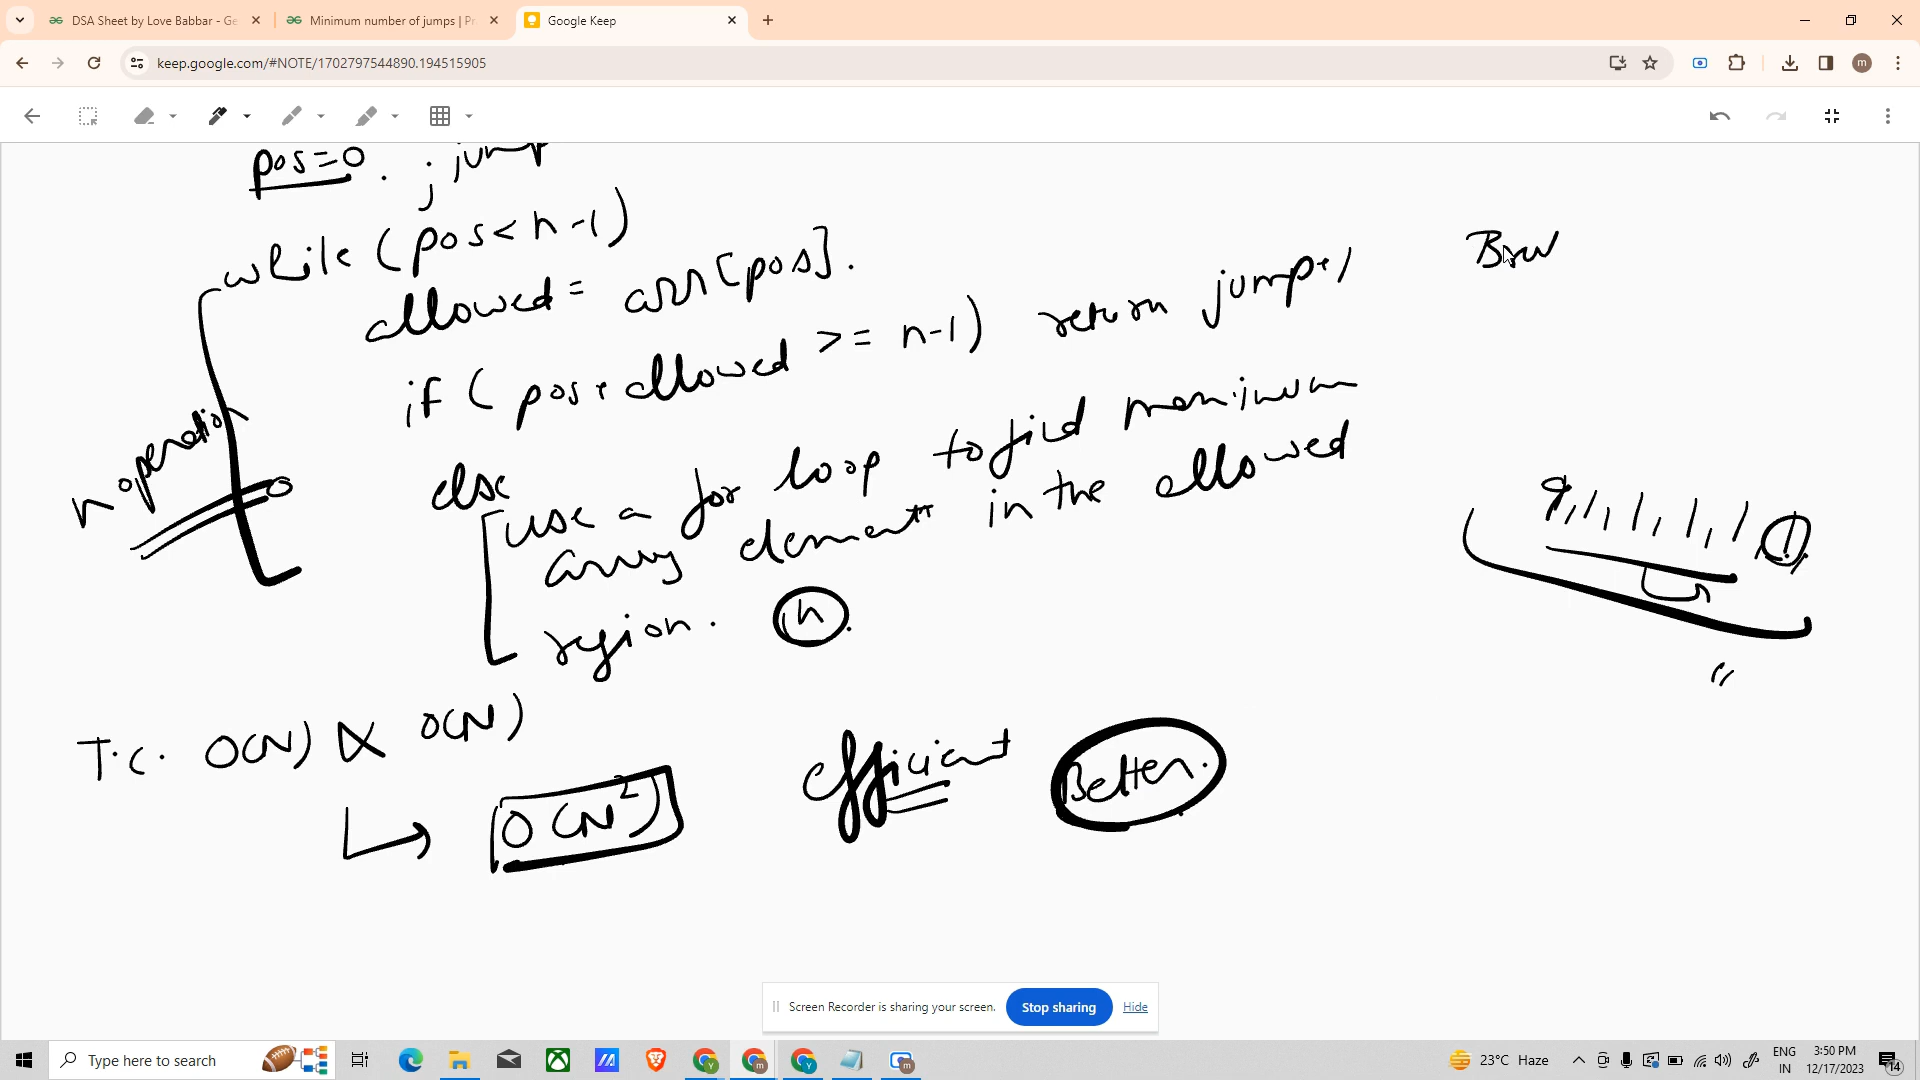 DSA Sheet by Love Babbar - Ge
Minimum number of jumps | Pr
Google Keep
keep.google.com/#NOTE/1702797544890.194515905
m
pos=0. ; jump
while (pos<n-1)
allowed = arr[pos].
if (pos+allowed >= n-1) return jump+1
else
use a for loop to find maximum
array element in the allowed
region. n.
n operation
T.C. O(N) X O(N)
O(N²)
efficient
Better.
Screen Recorder is sharing your screen.
Stop sharing
Hide
Type here to search
23°C Haze
ENG
IN
3:50 PM
12/17/2023
14